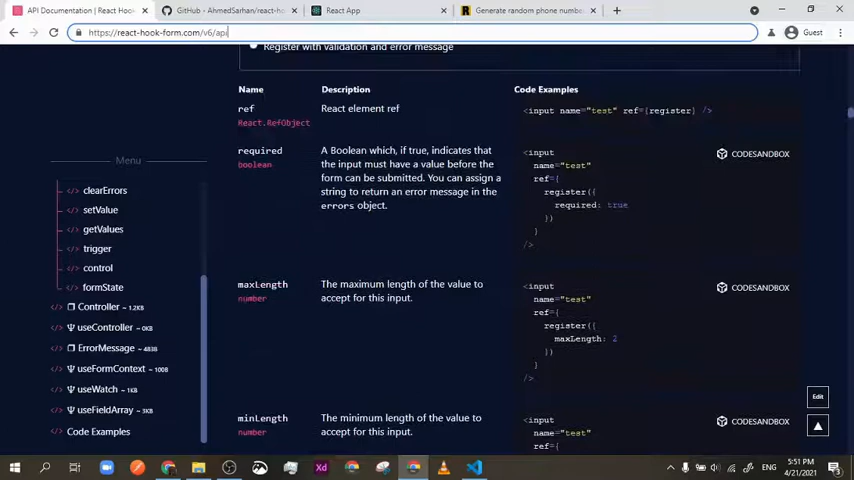 API Documentation | React Hook
GitHub - AhmedSarhan/react-ho
React App
Generate random phone numbe
https://react-hook-form.com/v6/api
Guest
Register with validation and error message
Name
Description
Code Examples
ref
React.RefObject
React element ref
<input name="test" ref={register} />
required
boolean
A Boolean which, if true, indicates that
the input must have a value before the
form can be submitted. You can assign a
string to return an error message in the
errors object.
<input
name="test"
ref={
register({
required: true
})
}
/>
CODESANDBOX
Menu
clearErrors
setValue
getValues
trigger
control
formState
Controller ~ 1.2KB
useController ~ 0KB
ErrorMessage ~ 483B
useFormContext ~ 100B
useWatch ~ 1KB
useFieldArray ~ 3KB
Code Examples
maxLength
number
The maximum length of the value to
accept for this input.
<input
name="test"
ref={
register({
maxLength: 2
})
}
/>
CODESANDBOX
minLength
number
The minimum length of the value to
accept for this input.
<input
name="test"
ref={
CODESANDBOX
Edit
Xd
ENG
5:51 PM
4/21/2021
3